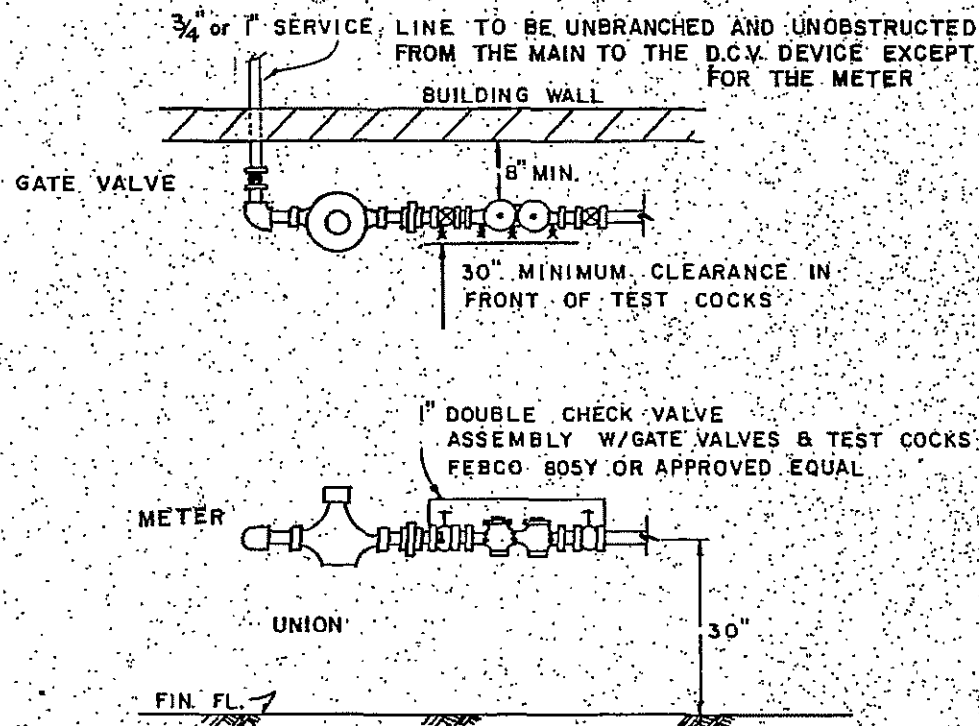 3/4" or 1" SERVICE LINE TO BE UNBRANCHED AND UNOBSTRUCTED
FROM THE MAIN TO THE D.C.V. DEVICE EXCEPT
FOR THE METER
BUILDING WALL
GATE VALVE
8" MIN.
30" MINIMUM CLEARANCE IN
FRONT OF TEST COCKS
1" DOUBLE CHECK VALVE
ASSEMBLY W/GATE VALVES & TEST COCKS
FEBCO 805Y OR APPROVED EQUAL
METER
UNION
30"
FIN. FL.